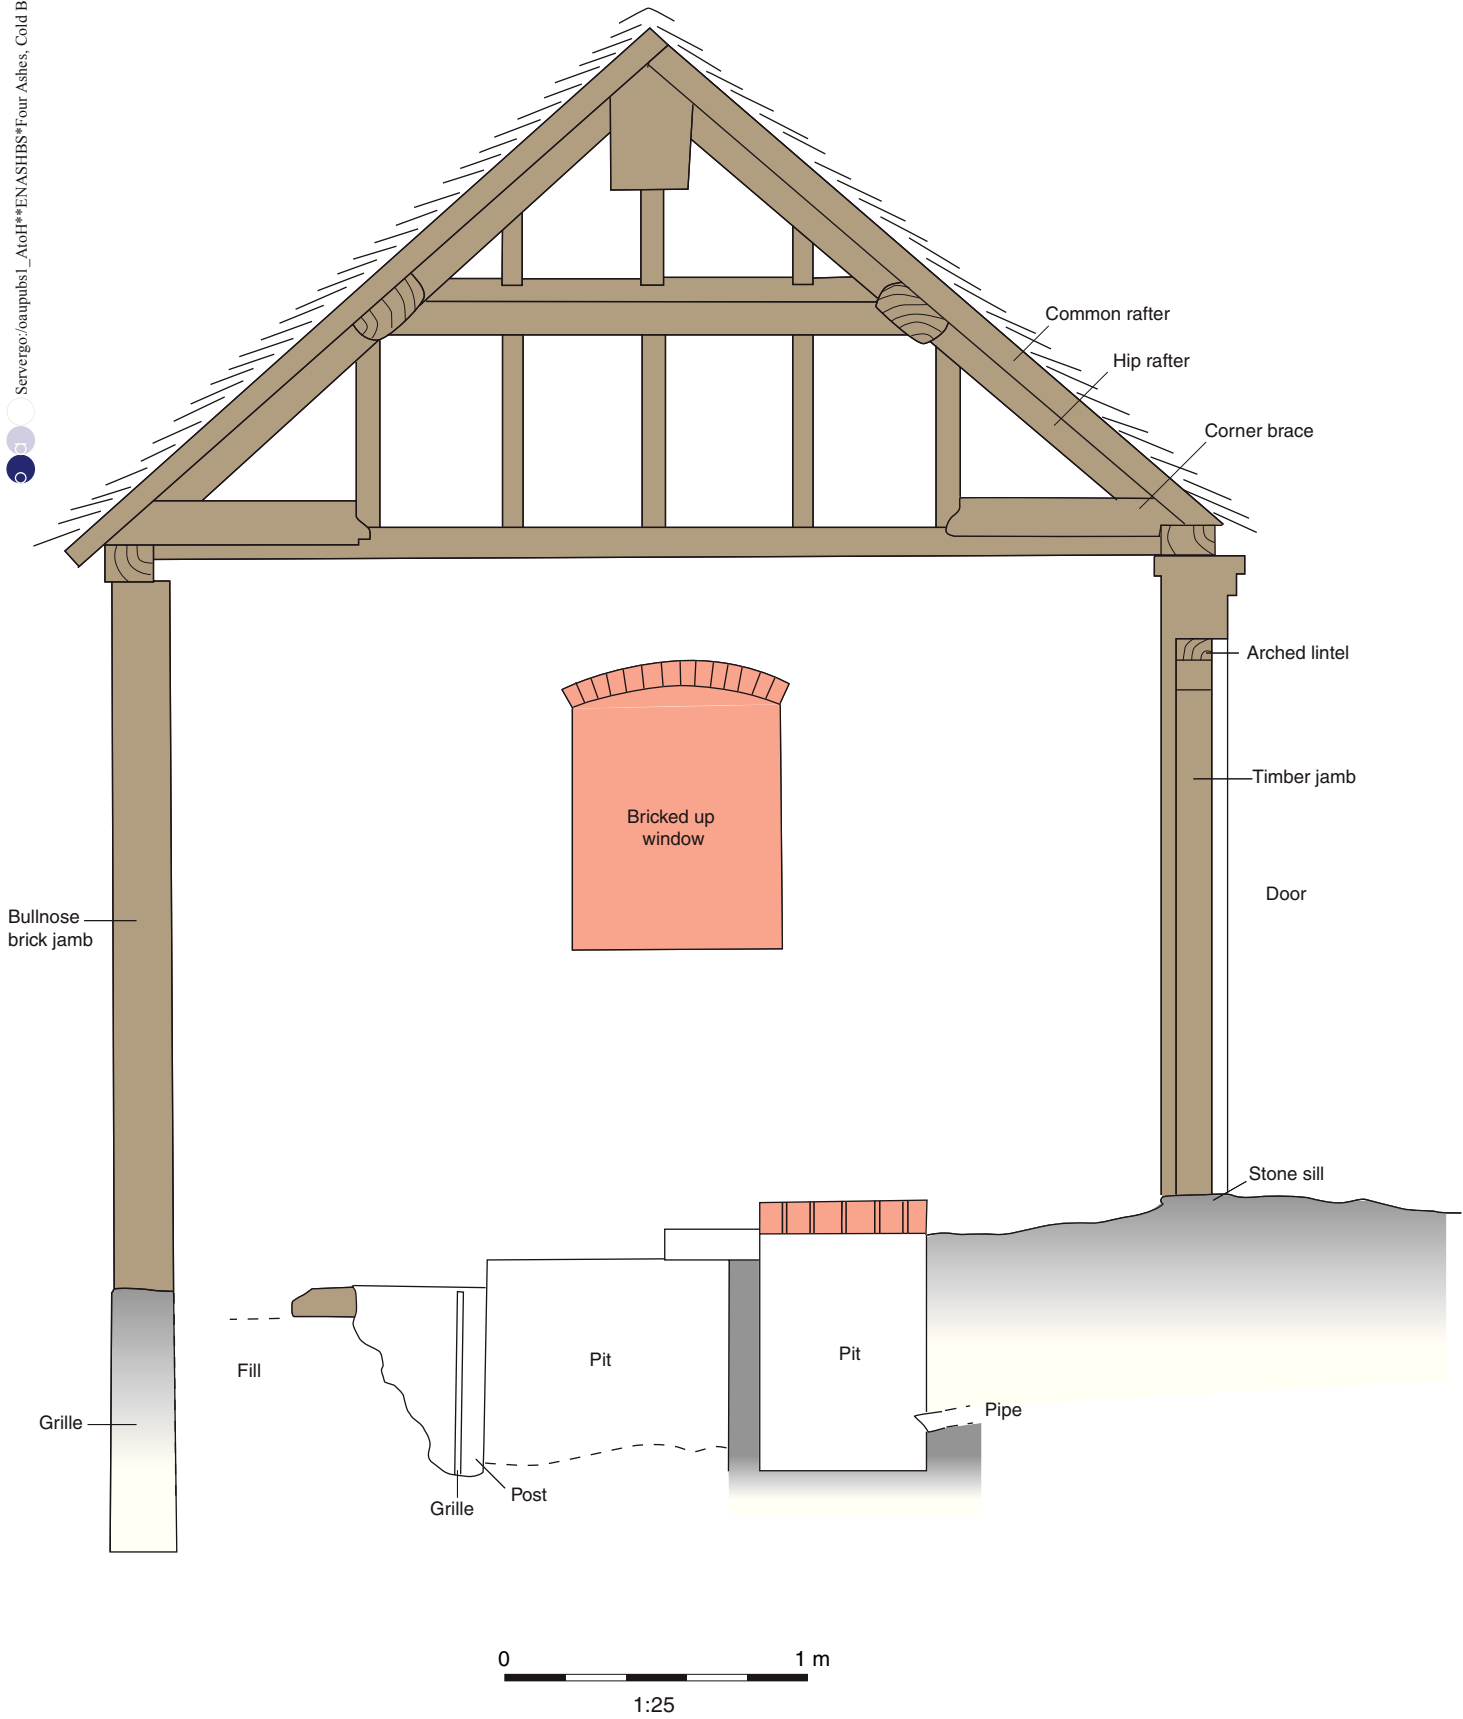 Servergo:/oaupubs1_AtoH**ENASHBS*Four Ashes, Cold B
Common rafter
Hip rafter
Corner brace
Arched lintel
Timber jamb
Bricked up
window
Door
Bullnose
brick jamb
Stone sill
Fill
Pit
Pit
Pipe
Grille
Grille
Post
0 1 m
1:25